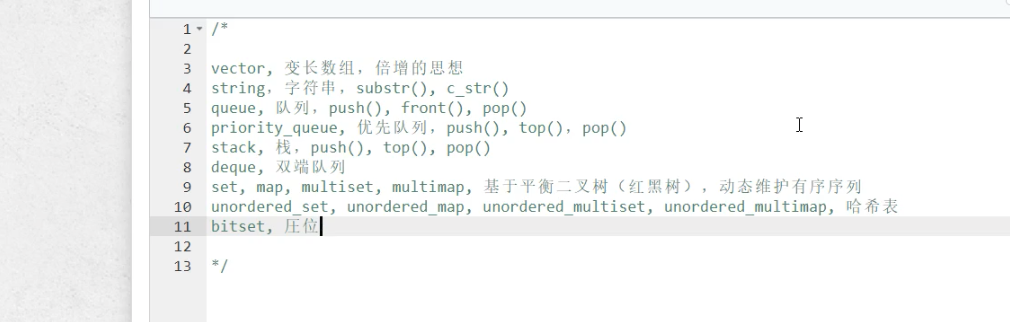 1 /*
2
3 vector, 变长数组，倍增的思想
4 string，字符串，substr(), c_str()
5 queue, 队列，push(), front(), pop()
6 priority_queue, 优先队列，push(), top()，pop()
7 stack, 栈，push(), top(), pop()
8 deque, 双端队列
9 set, map, multiset, multimap, 基于平衡二叉树（红黑树），动态维护有序序列
10 unordered_set, unordered_map, unordered_multiset, unordered_multimap, 哈希表
11 bitset, 圧位
12
13 */